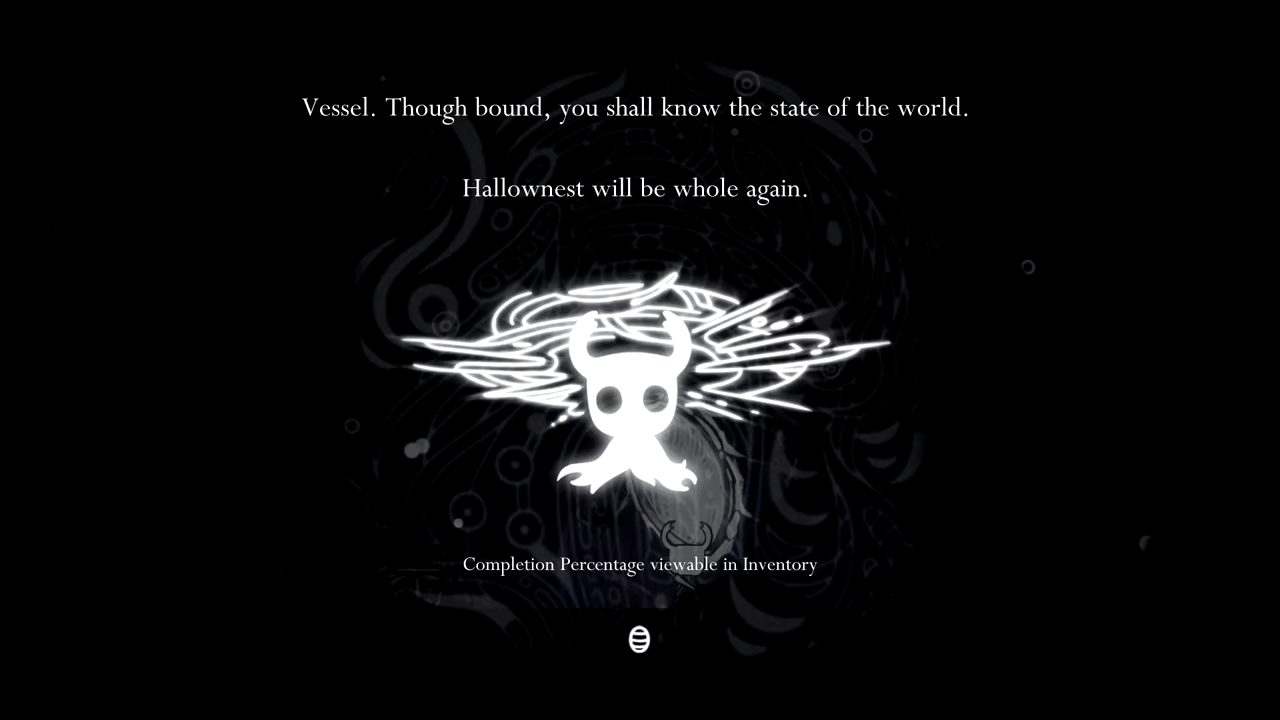 Vessel. Though bound, you shall know the state of the world.
Hallownest will be whole again.
Completion Percentage viewable in Inventory